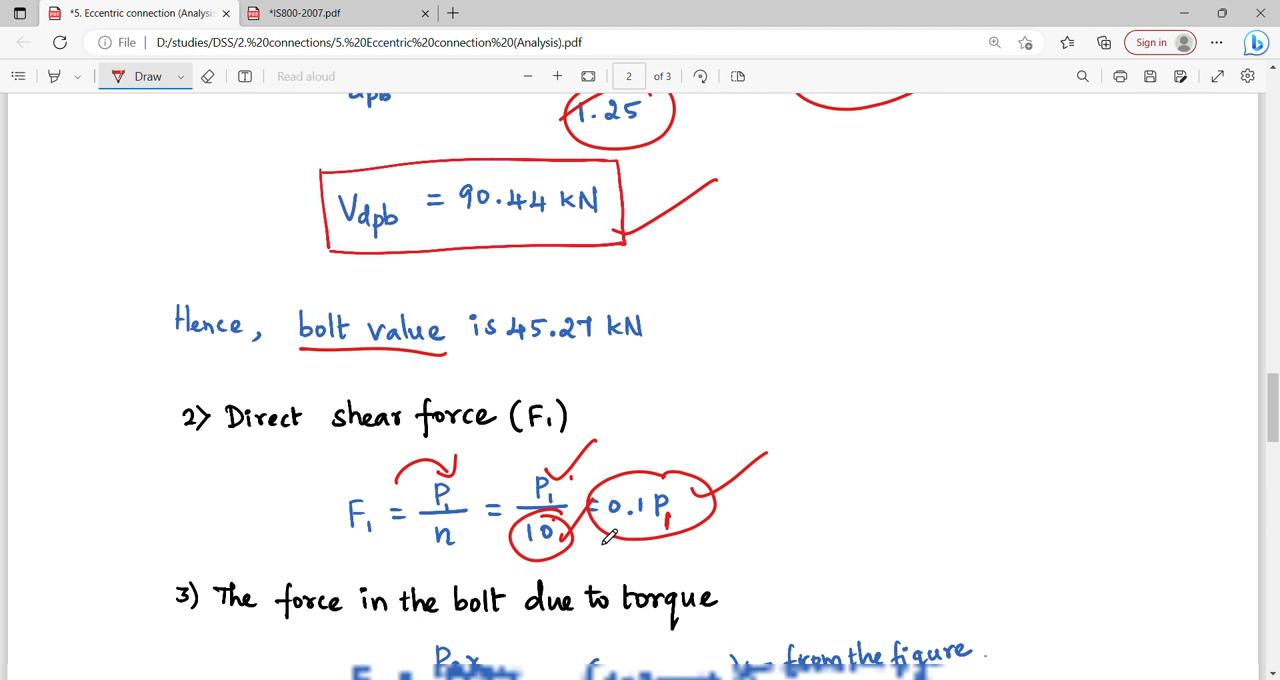 *5. Eccentric connection (Analysis *IS800-2007.pdf
File D:/studies/DSS/2.%20connections/5.%20Eccentric%20connection%20(Analysis).pdf Sign in
Draw Read aloud 2 of 3
dpb 1.25
Vdpb = 90.44 kN
Hence, bolt value is 45.27 kN
2) Direct shear force (F1)
F1 = P1/n = P1/10 = 0.1 P1
3) The force in the bolt due to torque
from the figure.